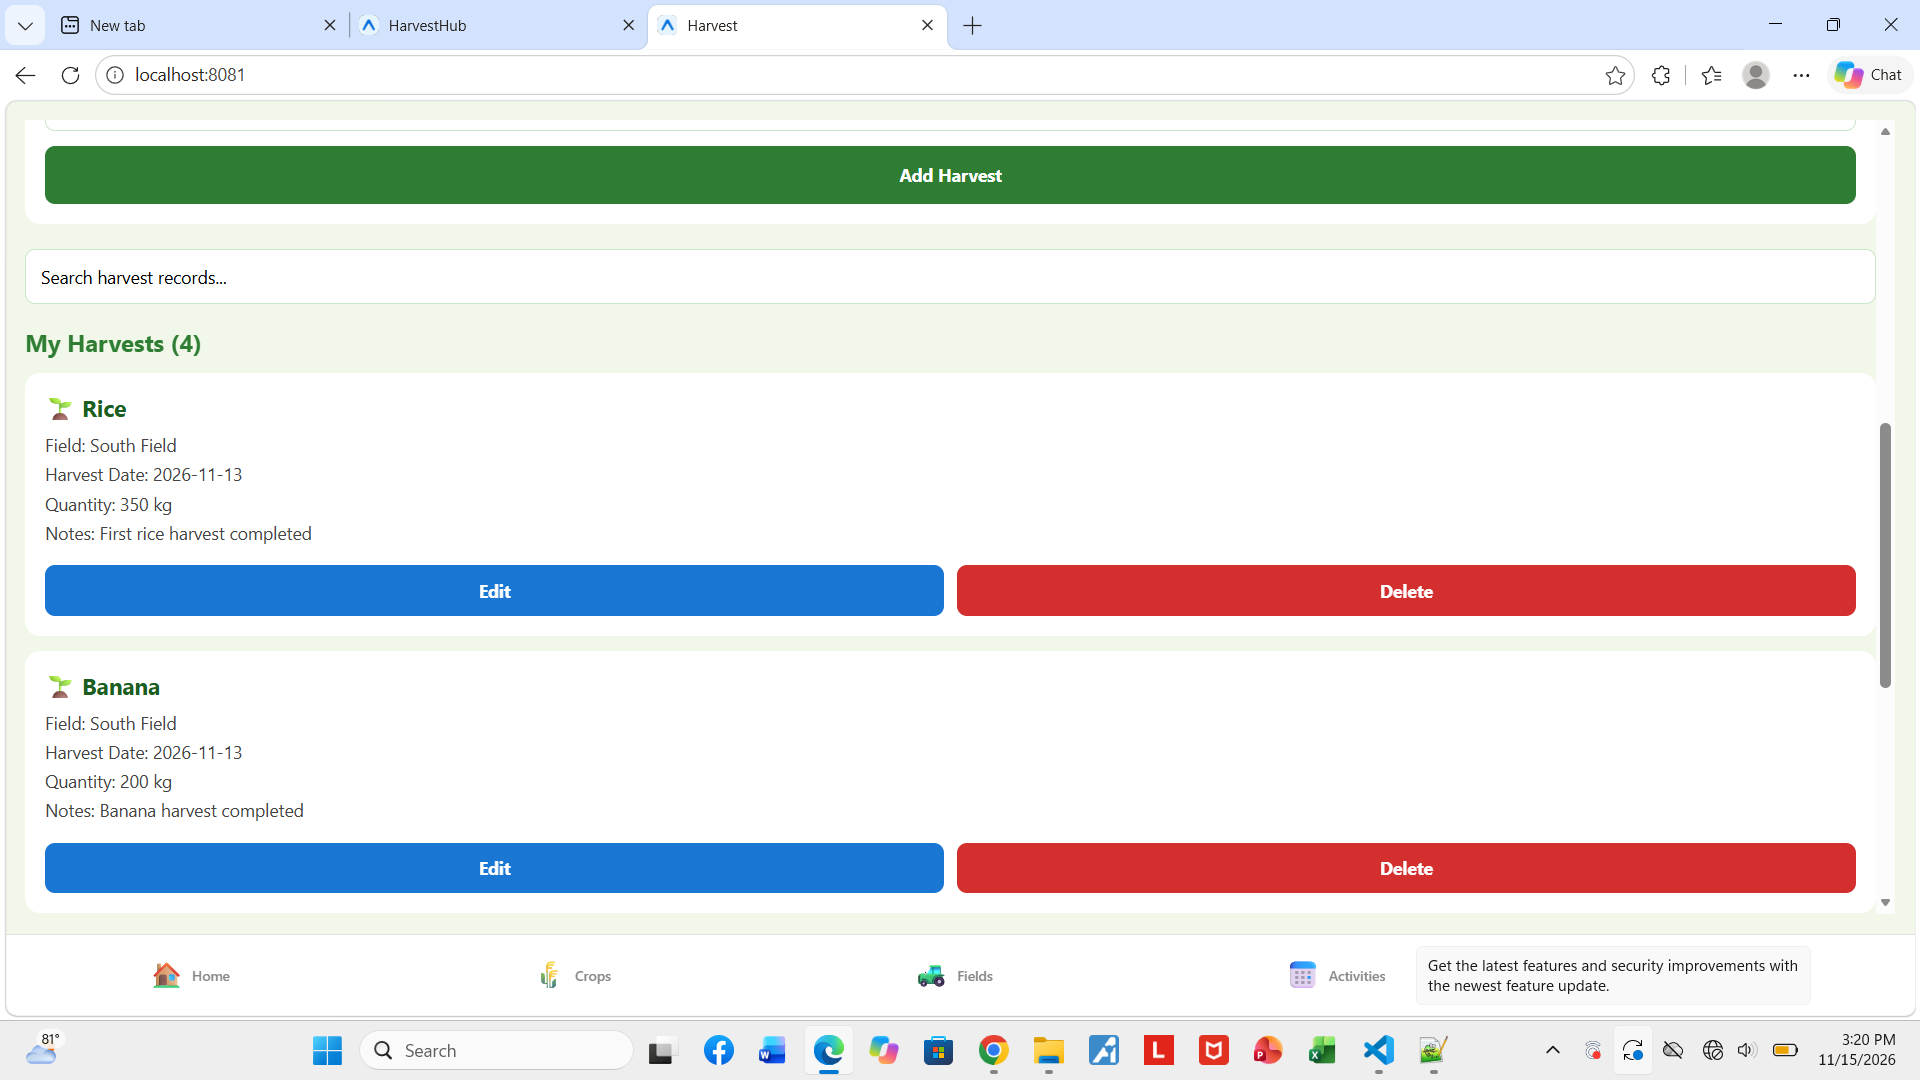 New tab
HarvestHub
Harvest
localhost:8081
Chat
Add Harvest
Search harvest records...
My Harvests (4)
Rice
Field: South Field
Harvest Date: 2026-11-13
Quantity: 350 kg
Notes: First rice harvest completed
Edit
Delete
Banana
Field: South Field
Harvest Date: 2026-11-13
Quantity: 200 kg
Notes: Banana harvest completed
Edit
Delete
Home
Crops
Fields
Activities
Get the latest features and security improvements with
the newest feature update.
81°
Search
3:20 PM
11/15/2026